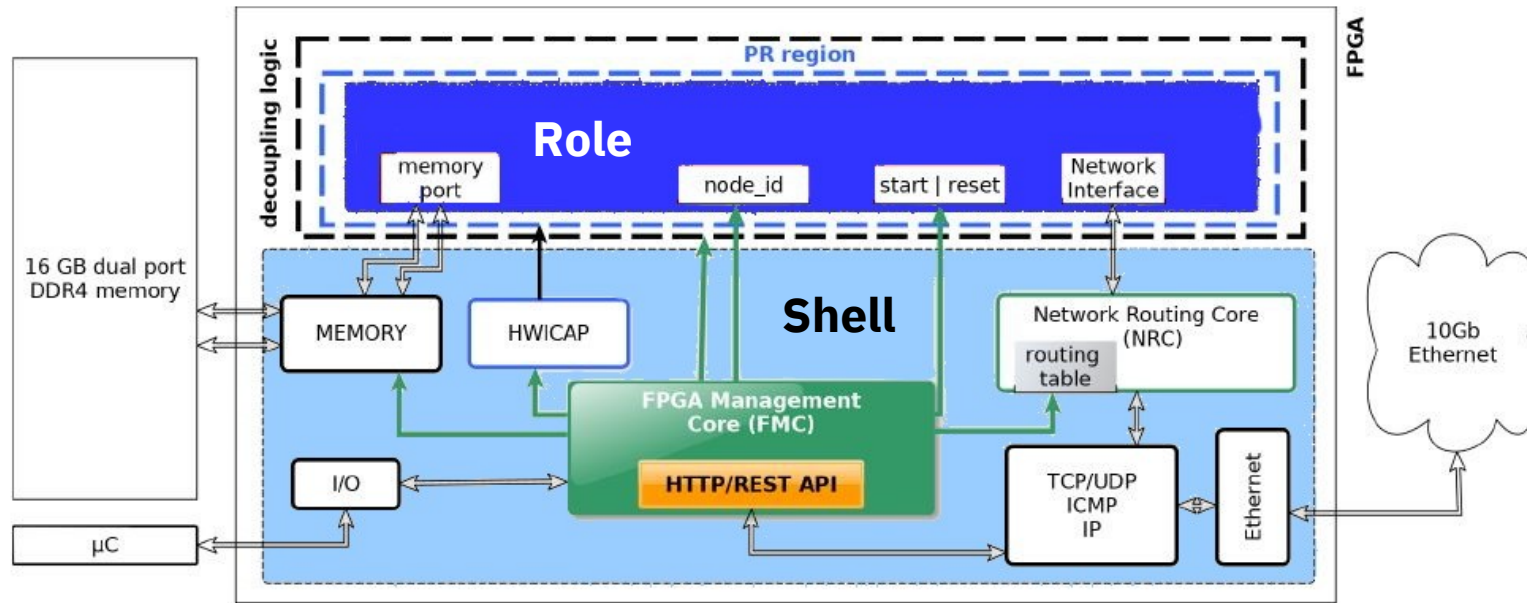 FPGA
decoupling logic
PR region
Role
memory
port
node_id
start | reset
Network
Interface
16 GB dual port
DDR4 memory
Shell
MEMORY
HWICAP
Network Routing Core
(NRC)
routing
table
10Gb
Ethernet
FPGA Management
Core (FMC)
HTTP/REST API
I/O
TCP/UDP
ICMP
IP
Ethernet
µC